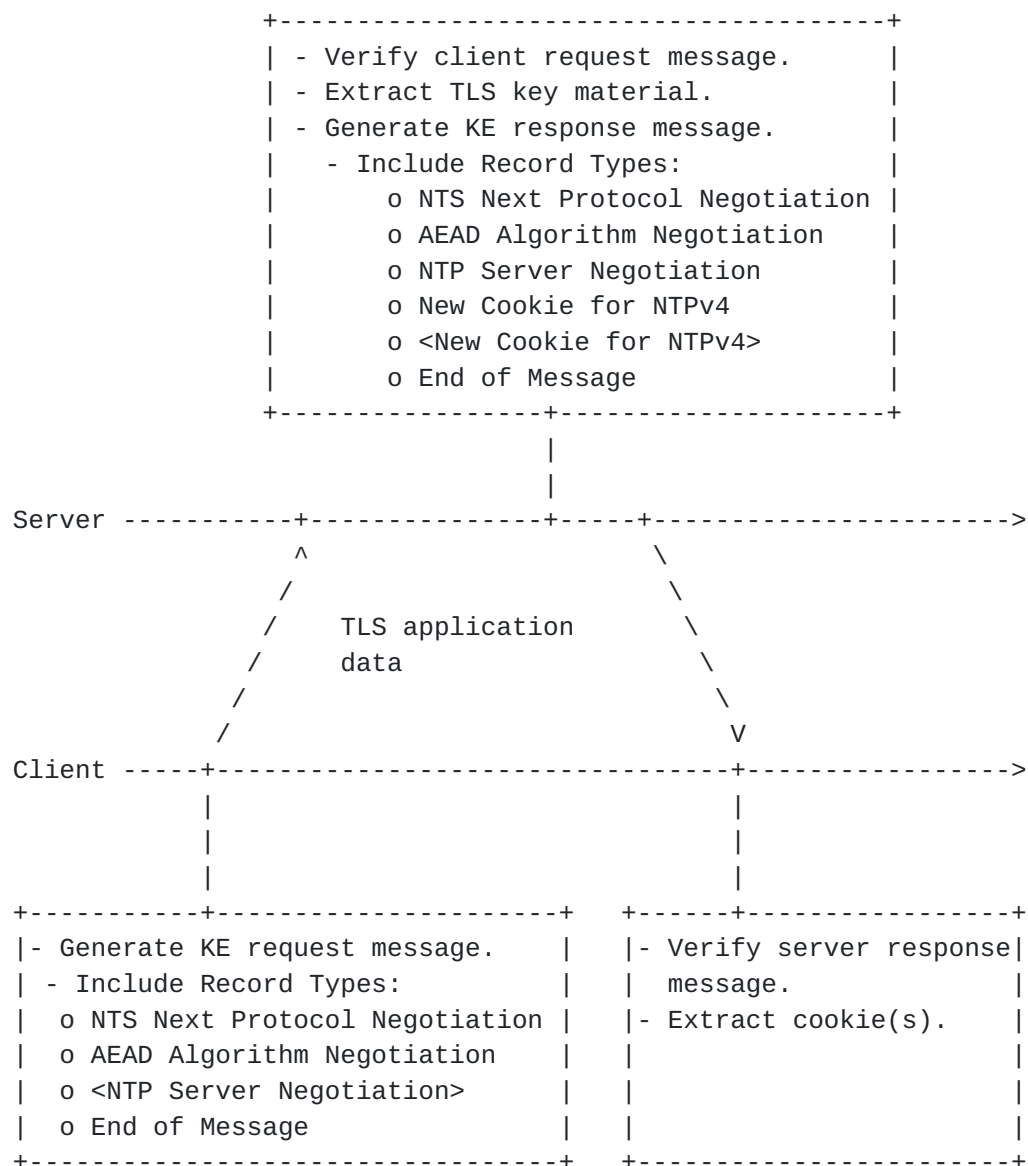 - Verify client request message.
- Extract TLS key material.
- Generate KE response message.
- Include Record Types:
o NTS Next Protocol Negotiation
o AEAD Algorithm Negotiation
o NTP Server Negotiation
o New Cookie for NTPv4
o <New Cookie for NTPv4>
o End of Message
Server
TLS application
data
Client
- Generate KE request message.
- Include Record Types:
o NTS Next Protocol Negotiation
o AEAD Algorithm Negotiation
o <NTP Server Negotiation>
o End of Message
- Verify server response
message.
- Extract cookie(s).